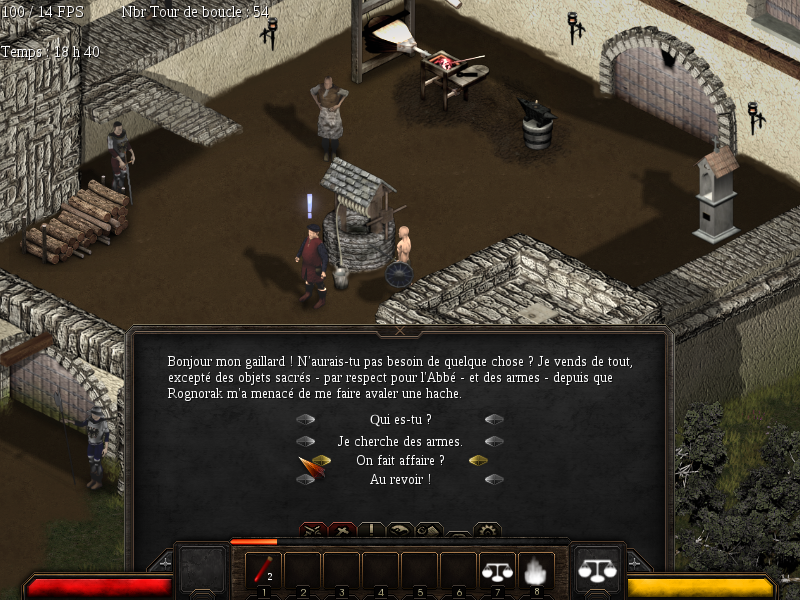 100 / 14 FPS Nbr Tour de boucle : 54
Temps : 18 h 40
Bonjour mon gaillard ! N'aurais-tu pas besoin de quelque chose ? Je vends de tout,
excepté des objets sacrés - par respect pour l'Abbé - et des armes - depuis que
Rognorak m'a menacé de me faire avaler une hache.
Qui es-tu ?
Je cherche des armes.
On fait affaire ?
Au revoir !
2
1 2 3 4 5 6 7 8